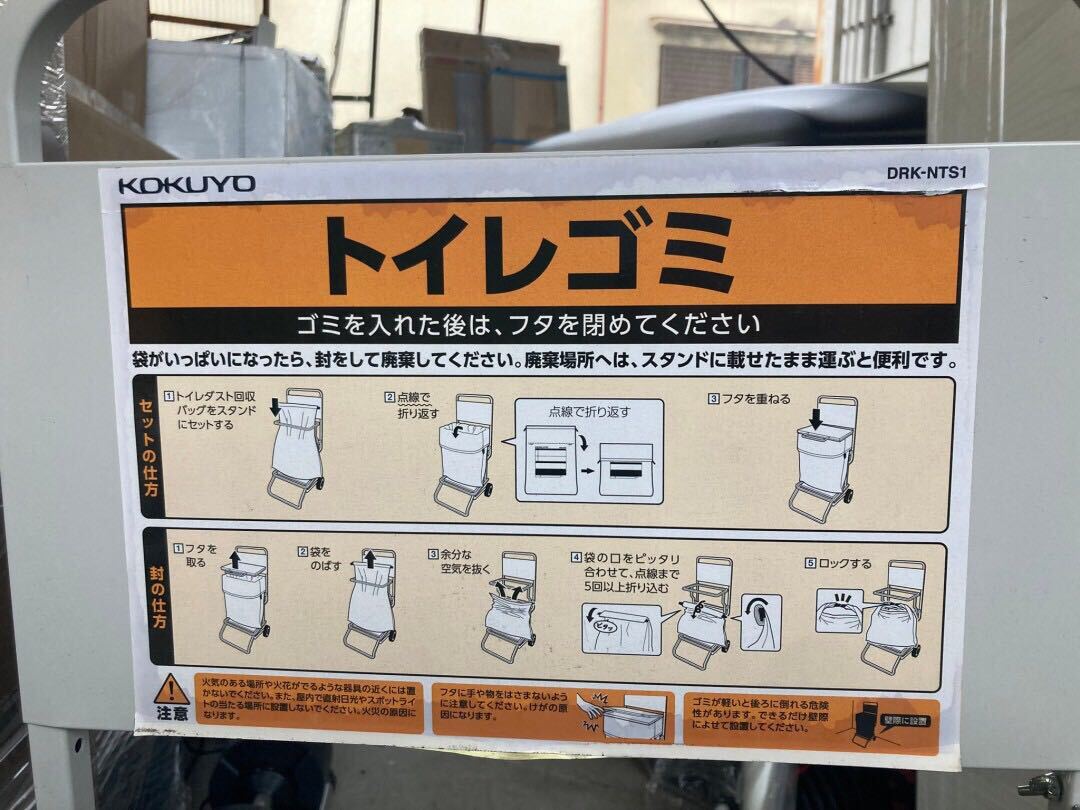 KOKUYO
DRK-NTS1
トイレゴミ
ゴミを入れた後は、フタを閉めてください
袋がいっぱいになったら、封をして廃棄してください。廃棄場所へは、スタンドに載せたまま運ぶと便利です。
セットの仕方
1 トイレダスト回収
バッグをスタンド
にセットする
2 点線で
折り返す
点線で折り返す
3 フタを重ねる
封の仕方
1 フタを
取る
2 袋を
のばす
3 余分な
空気を抜く
4 袋の口をピッタリ
合わせて、点線まで
5回以上折り込む
ピタッ
5 ロックする
注意
火気のある場所や火花がでるような器具の近くには置
かないでください。また、屋内で直射日光やスポットライ
トの当たる場所に設置しないでください。火災の原因に
なります。
フタに手や物をはさまないよう
に注意してください。けがの原
因になります。
ゴミが軽いと後ろに倒れる危険
性があります。できるだけ壁際
によせて設置してください。
壁際に設置